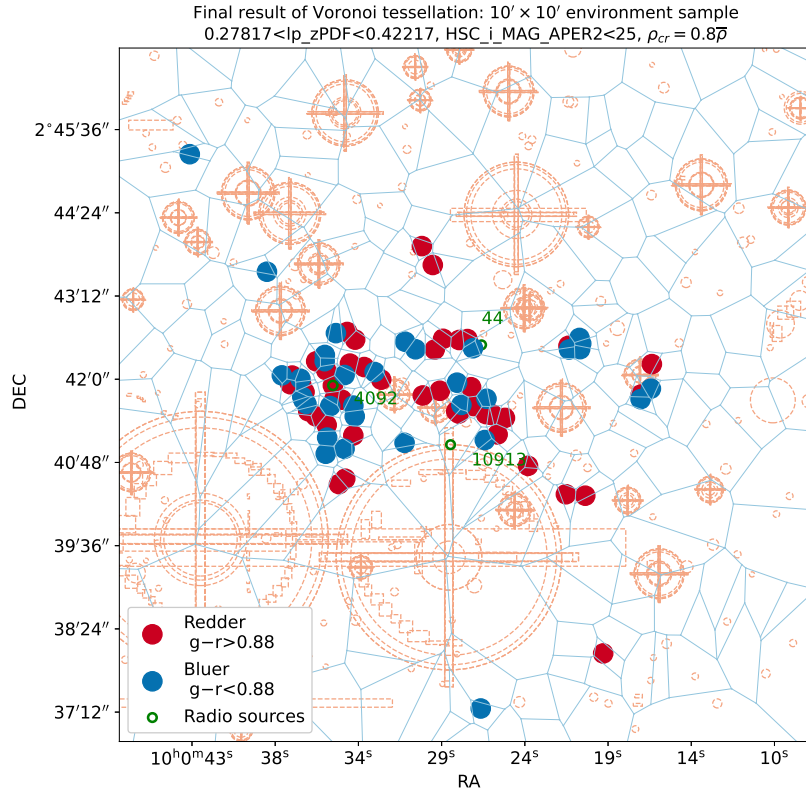 Final result of Voronoi tessellation: 10′ × 10′ environment sample
0.27817<lp_zPDF<0.42217, HSC_i_MAG_APER2<25, ρcr = 0.8ρ̅
2°45′36″
44′24″
43′12″
42′0″
40′48″
39′36″
38′24″
37′12″
DEC
44
4092
10913
Redder
g−r>0.88
Bluer
g−r<0.88
Radio sources
10ʰ0ᵐ43ˢ
38ˢ
34ˢ
29ˢ
24ˢ
19ˢ
14ˢ
10ˢ
RA